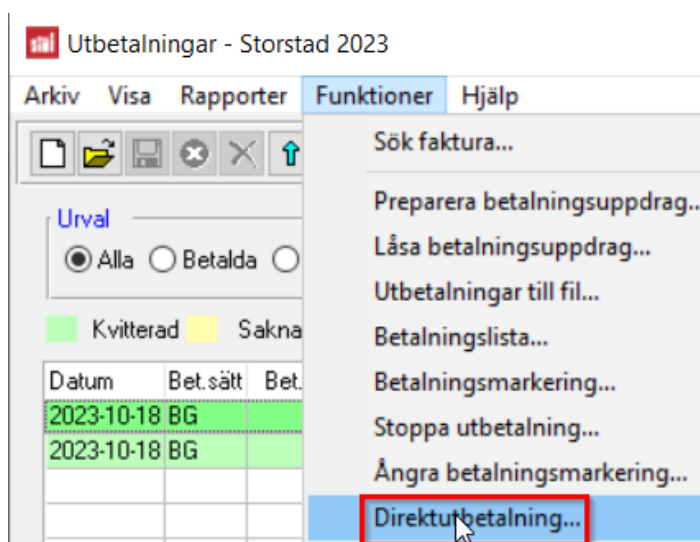 stal Utbetalningar - Storstad 2023
Arkiv Visa Rapporter Funktioner Hjälp
Sök faktura...
Preparera betalningsuppdrag..
Låsa betalningsuppdrag...
Utbetalningar till fil...
Betalningslista...
Betalningsmarkering...
Stoppa utbetalning...
Ångra betalningsmarkering...
Direktutbetalning...
Urval
Alla Betalda
Kvitterad Sakna
Datum Bet.sätt Bet.
2023-10-18 BG
2023-10-18 BG